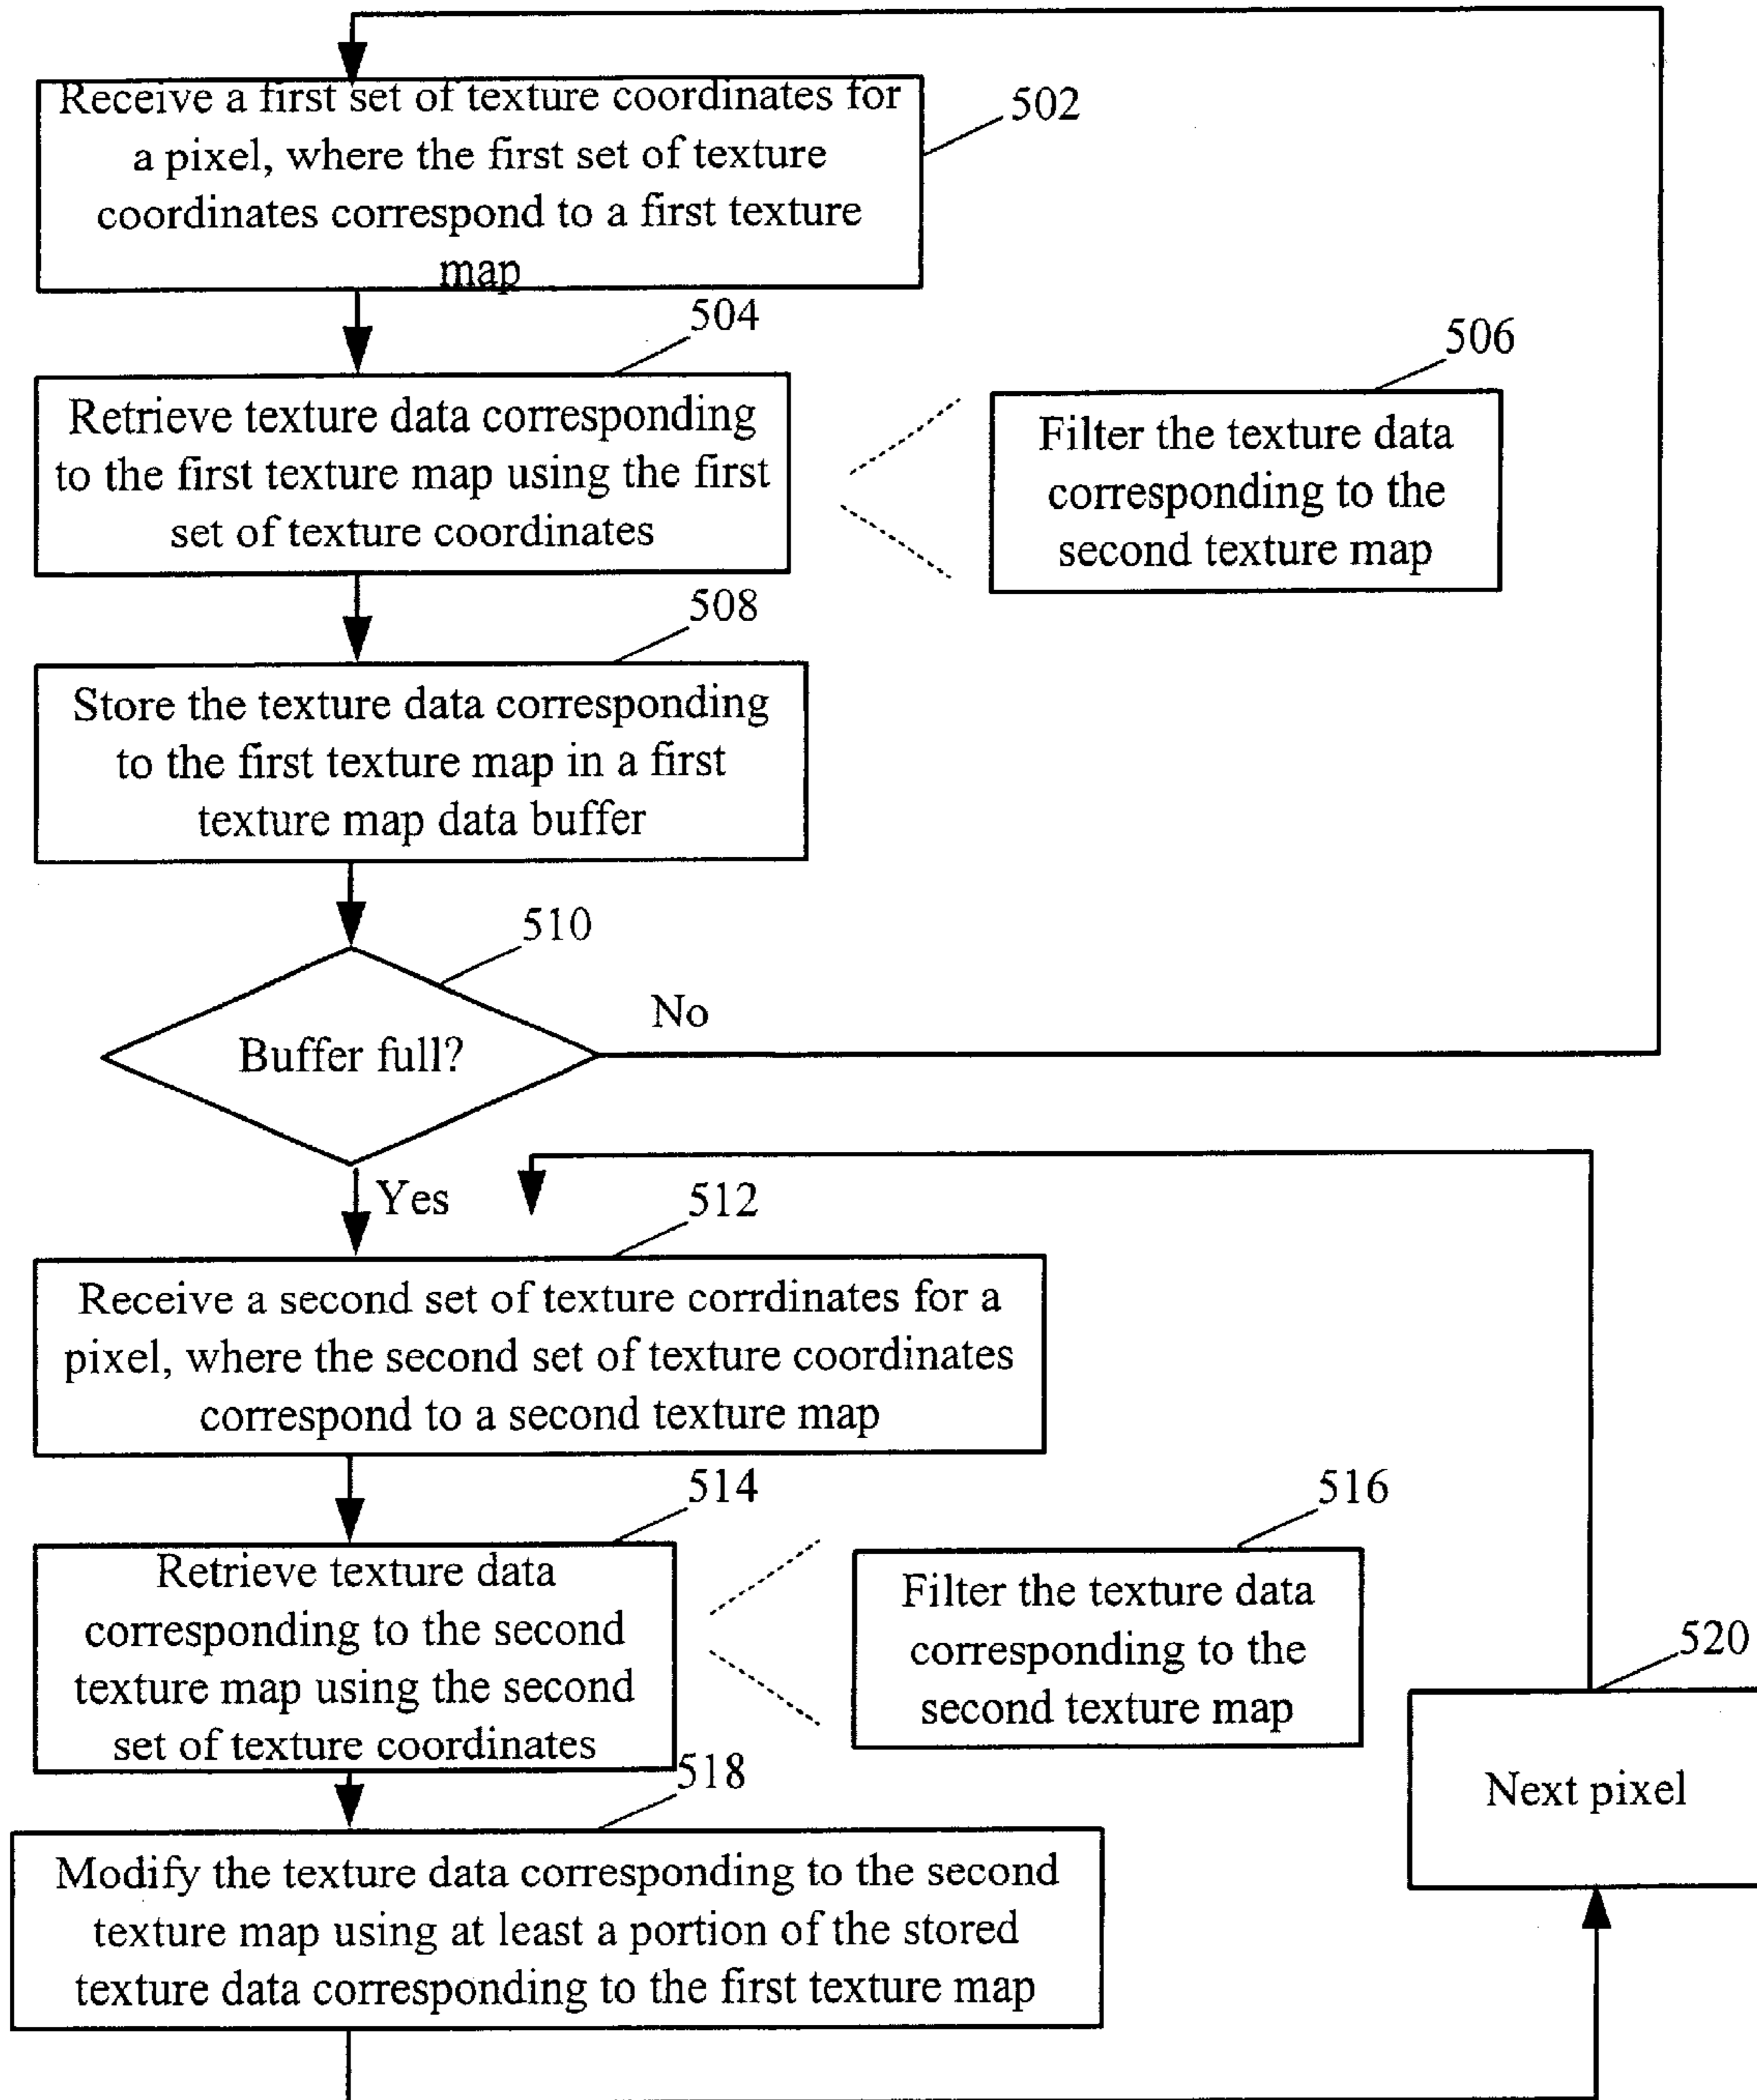 Receive a first set of texture coordinates for
a pixel, where the first set of texture
coordinates correspond to a first texture
map
502
504
Retrieve texture data corresponding
to the first texture map using the first
set of texture coordinates
506
Filter the texture data
corresponding to the
second texture map
508
Store the texture data corresponding
to the first texture map in a first
texture map data buffer
510
Buffer full?
No
Yes
512
Receive a second set of texture corrdinates for a
pixel, where the second set of texture coordinates
correspond to a second texture map
514
Retrieve texture data
corresponding to the second
texture map using the second
set of texture coordinates
516
Filter the texture data
corresponding to the
second texture map
518
Modify the texture data corresponding to the second
texture map using at least a portion of the stored
texture data corresponding to the first texture map
520
Next pixel